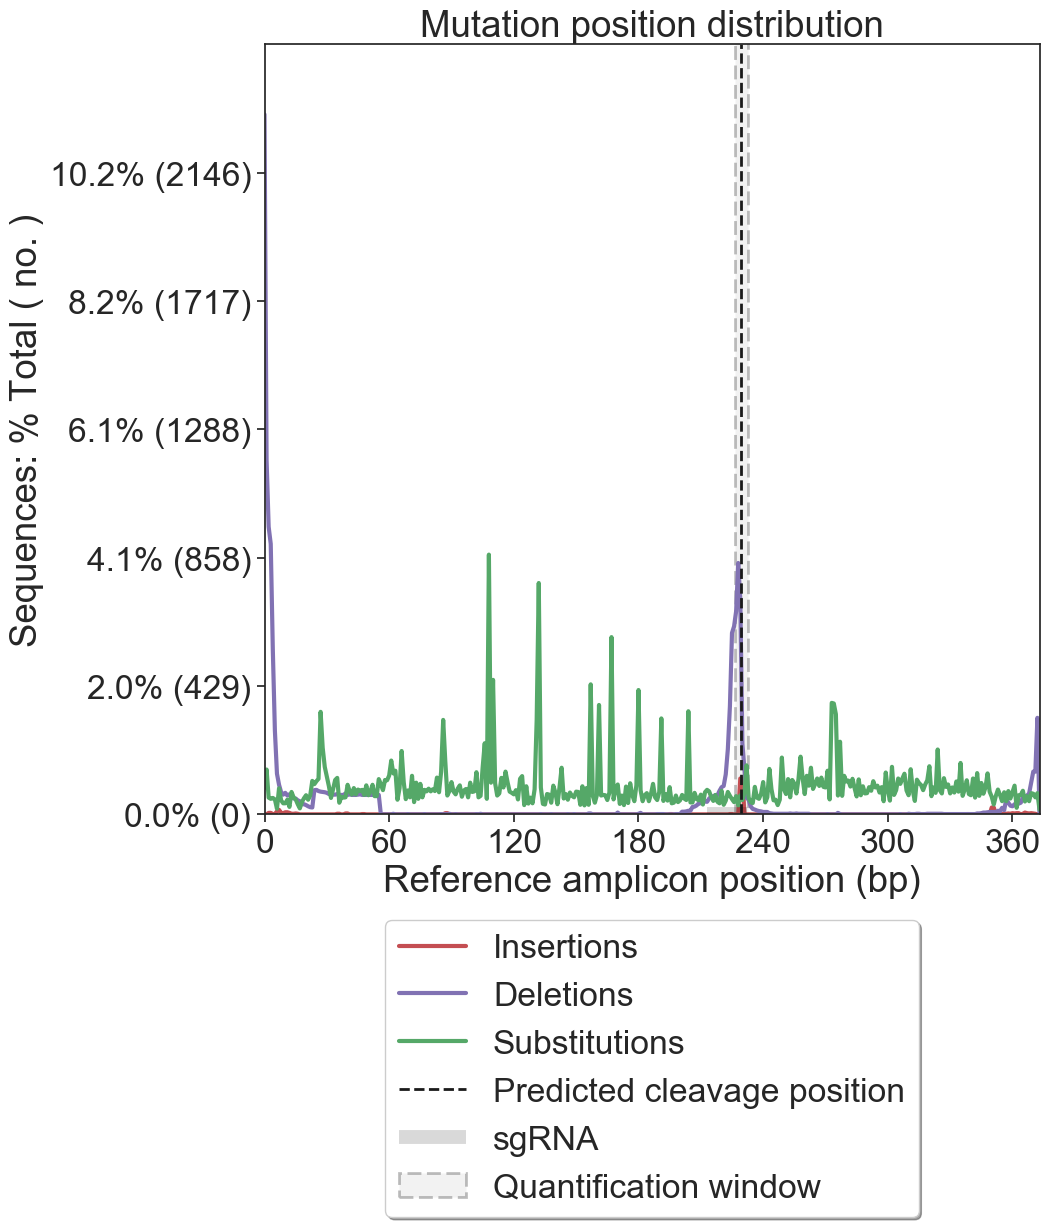 Mutation position distribution
Sequences: % Total ( no. )
10.2% (2146)
8.2% (1717)
6.1% (1288)
4.1% (858)
2.0% (429)
0.0% (0)
0 60 120 180 240 300 360
Reference amplicon position (bp)
Insertions
Deletions
Substitutions
Predicted cleavage position
sgRNA
Quantification window